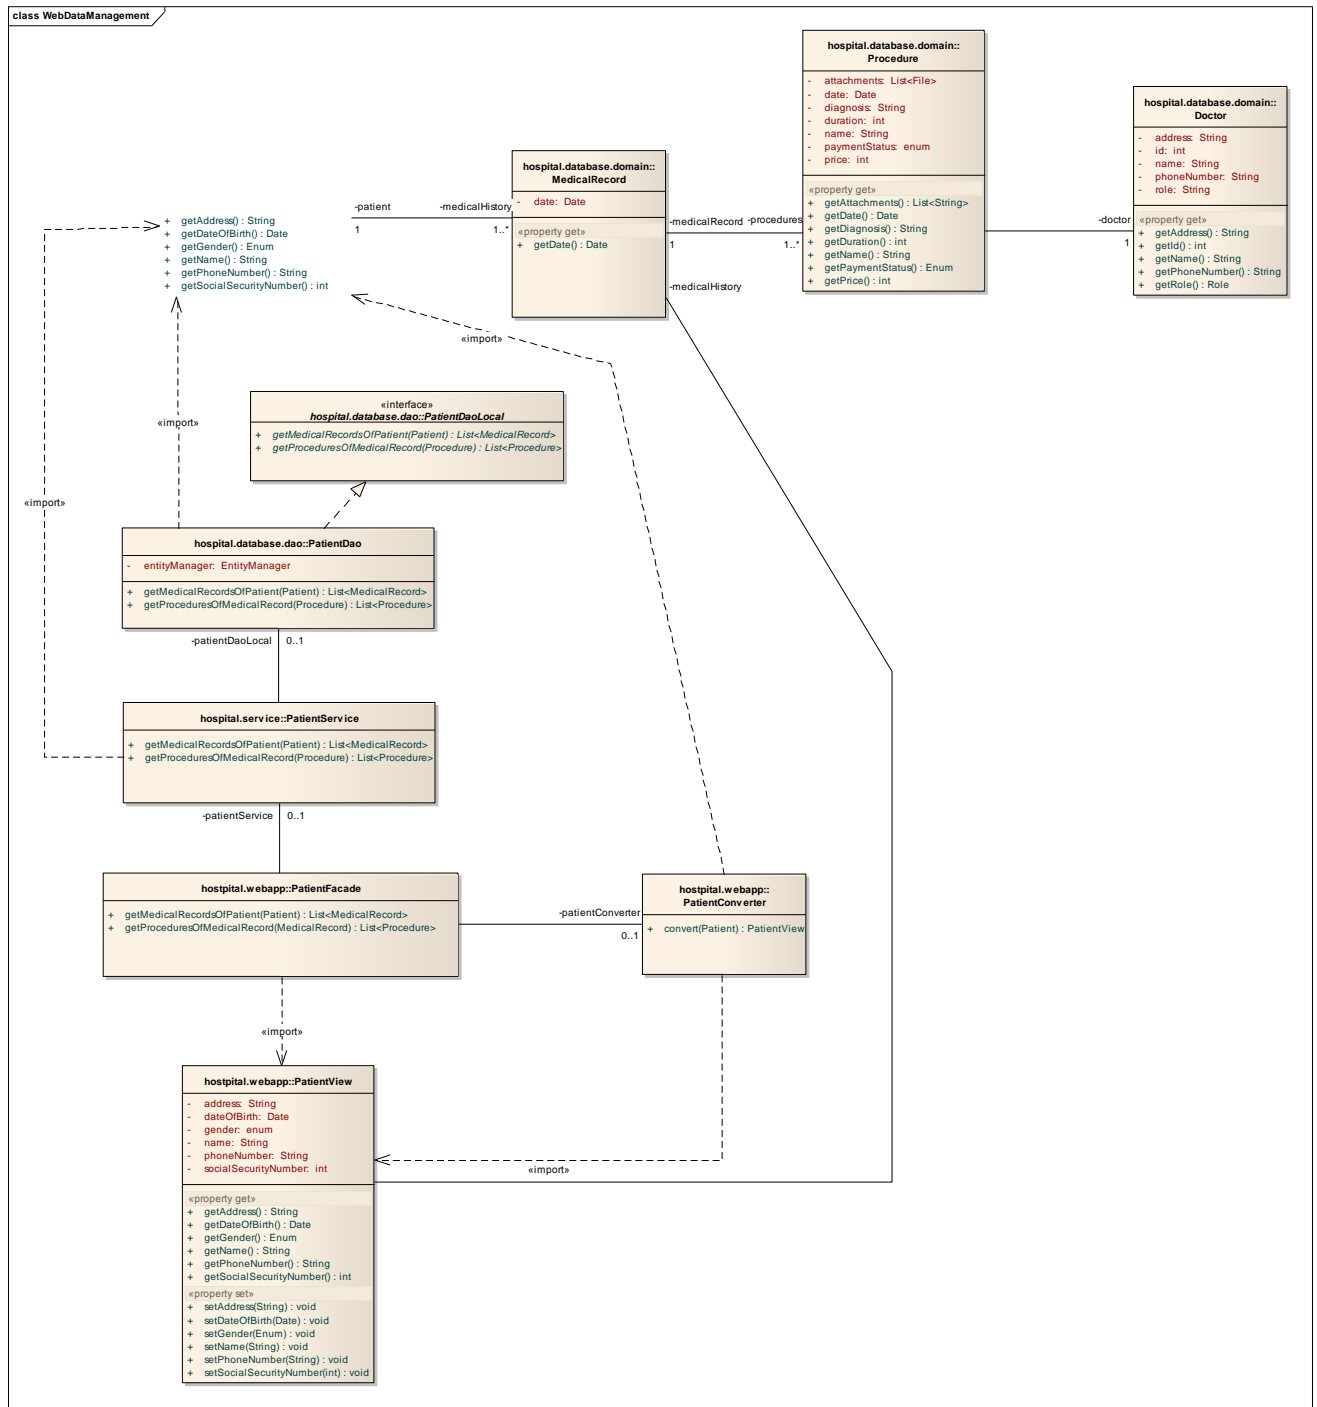 class WebDataManagement
hospital.database.domain::
Procedure
- attachments: List<File>
- date: Date
- diagnosis: String
- duration: int
- name: String
- paymentStatus: enum
- price: int
«property get»
+ getAttachments() : List<String>
+ getDate() : Date
+ getDiagnosis() : String
+ getDuration() : int
+ getName() : String
+ getPaymentStatus() : Enum
+ getPrice() : int
hospital.database.domain::
Doctor
- address: String
- id: int
- name: String
- phoneNumber: String
- role: String
«property get»
+ getAddress() : String
+ getId() : int
+ getName() : String
+ getPhoneNumber() : String
+ getRole() : Role
hospital.database.domain::
MedicalRecord
- date: Date
«property get»
+ getDate() : Date
+ getAddress() : String
+ getDateOfBirth() : Date
+ getGender() : Enum
+ getName() : String
+ getPhoneNumber() : String
+ getSocialSecurityNumber() : int
-patient
1
-medicalHistory
1..*
-medicalRecord
1
-procedures
1..*
-doctor
1
-medicalHistory
«import»
«import»
«import»
«interface»
hospital.database.dao::PatientDaoLocal
+ getMedicalRecordsOfPatient(Patient) : List<MedicalRecord>
+ getProceduresOfMedicalRecord(Procedure) : List<Procedure>
hospital.database.dao::PatientDao
- entityManager: EntityManager
+ getMedicalRecordsOfPatient(Patient) : List<MedicalRecord>
+ getProceduresOfMedicalRecord(Procedure) : List<Procedure>
-patientDaoLocal
0..1
hospital.service::PatientService
+ getMedicalRecordsOfPatient(Patient) : List<MedicalRecord>
+ getProceduresOfMedicalRecord(Procedure) : List<Procedure>
-patientService
0..1
hostpital.webapp::PatientFacade
+ getMedicalRecordsOfPatient(Patient) : List<MedicalRecord>
+ getProceduresOfMedicalRecord(MedicalRecord) : List<Procedure>
-patientConverter
0..1
hostpital.webapp::
PatientConverter
+ convert(Patient) : PatientView
«import»
«import»
hostpital.webapp::PatientView
- address: String
- dateOfBirth: Date
- gender: enum
- name: String
- phoneNumber: String
- socialSecurityNumber: int
«property get»
+ getAddress() : String
+ getDateOfBirth() : Date
+ getGender() : Enum
+ getName() : String
+ getPhoneNumber() : String
+ getSocialSecurityNumber() : int
«property set»
+ setAddress(String) : void
+ setDateOfBirth(Date) : void
+ setGender(Enum) : void
+ setName(String) : void
+ setPhoneNumber(String) : void
+ setSocialSecurityNumber(int) : void